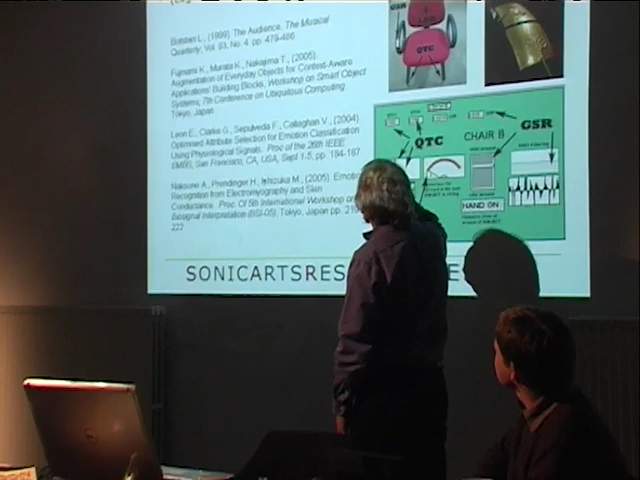 Botstein L., (1999) The Audience. The Musical
Quarterly, Vol. 83, No. 4. pp. 479-486
Fujinami K., Murata K., Nakajima T., (2005).
Augmentation of Everyday Objects for Context-Aware
Applications' Building Blocks, Workshop on Smart Object
Systems, 7th Conference on Ubiquitous Computing
Tokyo, Japan
Leon E., Clarke G., Sepulveda F., Callaghan V., (2004)
Optimised Attribute Selection for Emotion Classification
Using Physiological Signals. Proc of the 26th IEEE
EMBS, San Francisco, CA, USA, Sept 1-5, pp. 184-187
Nakasone A., Prendinger H., Ishizuka M., (2005). Emotion
Recognition from Electromyography and Skin
Conductance. Proc. Of 5th International Workshop on
Biosignal Interpretation (BSI-05), Tokyo, Japan pp. 219
222
GSR
QTC
QTC
CHAIR B
GSR
HAND ON
SONICARTSRES
E